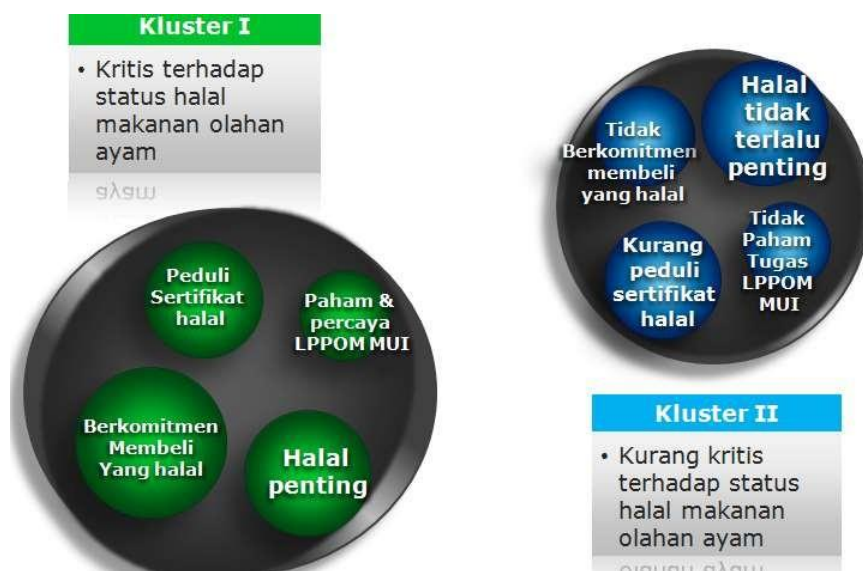 Kluster I
• Kritis terhadap
status halal
makanan olahan
ayam
Peduli
Sertifikat
halal
Paham &
percaya
LPPOM MUI
Berkomitmen
Membeli
Yang halal
Halal
penting
Tidak
Berkomitmen
membeli
yang halal
Halal
tidak
terlalu
penting
Kurang
peduli
sertifikat
halal
Tidak
Paham
Tugas
LPPOM
MUI
Kluster II
• Kurang kritis
terhadap status
halal makanan
olahan ayam